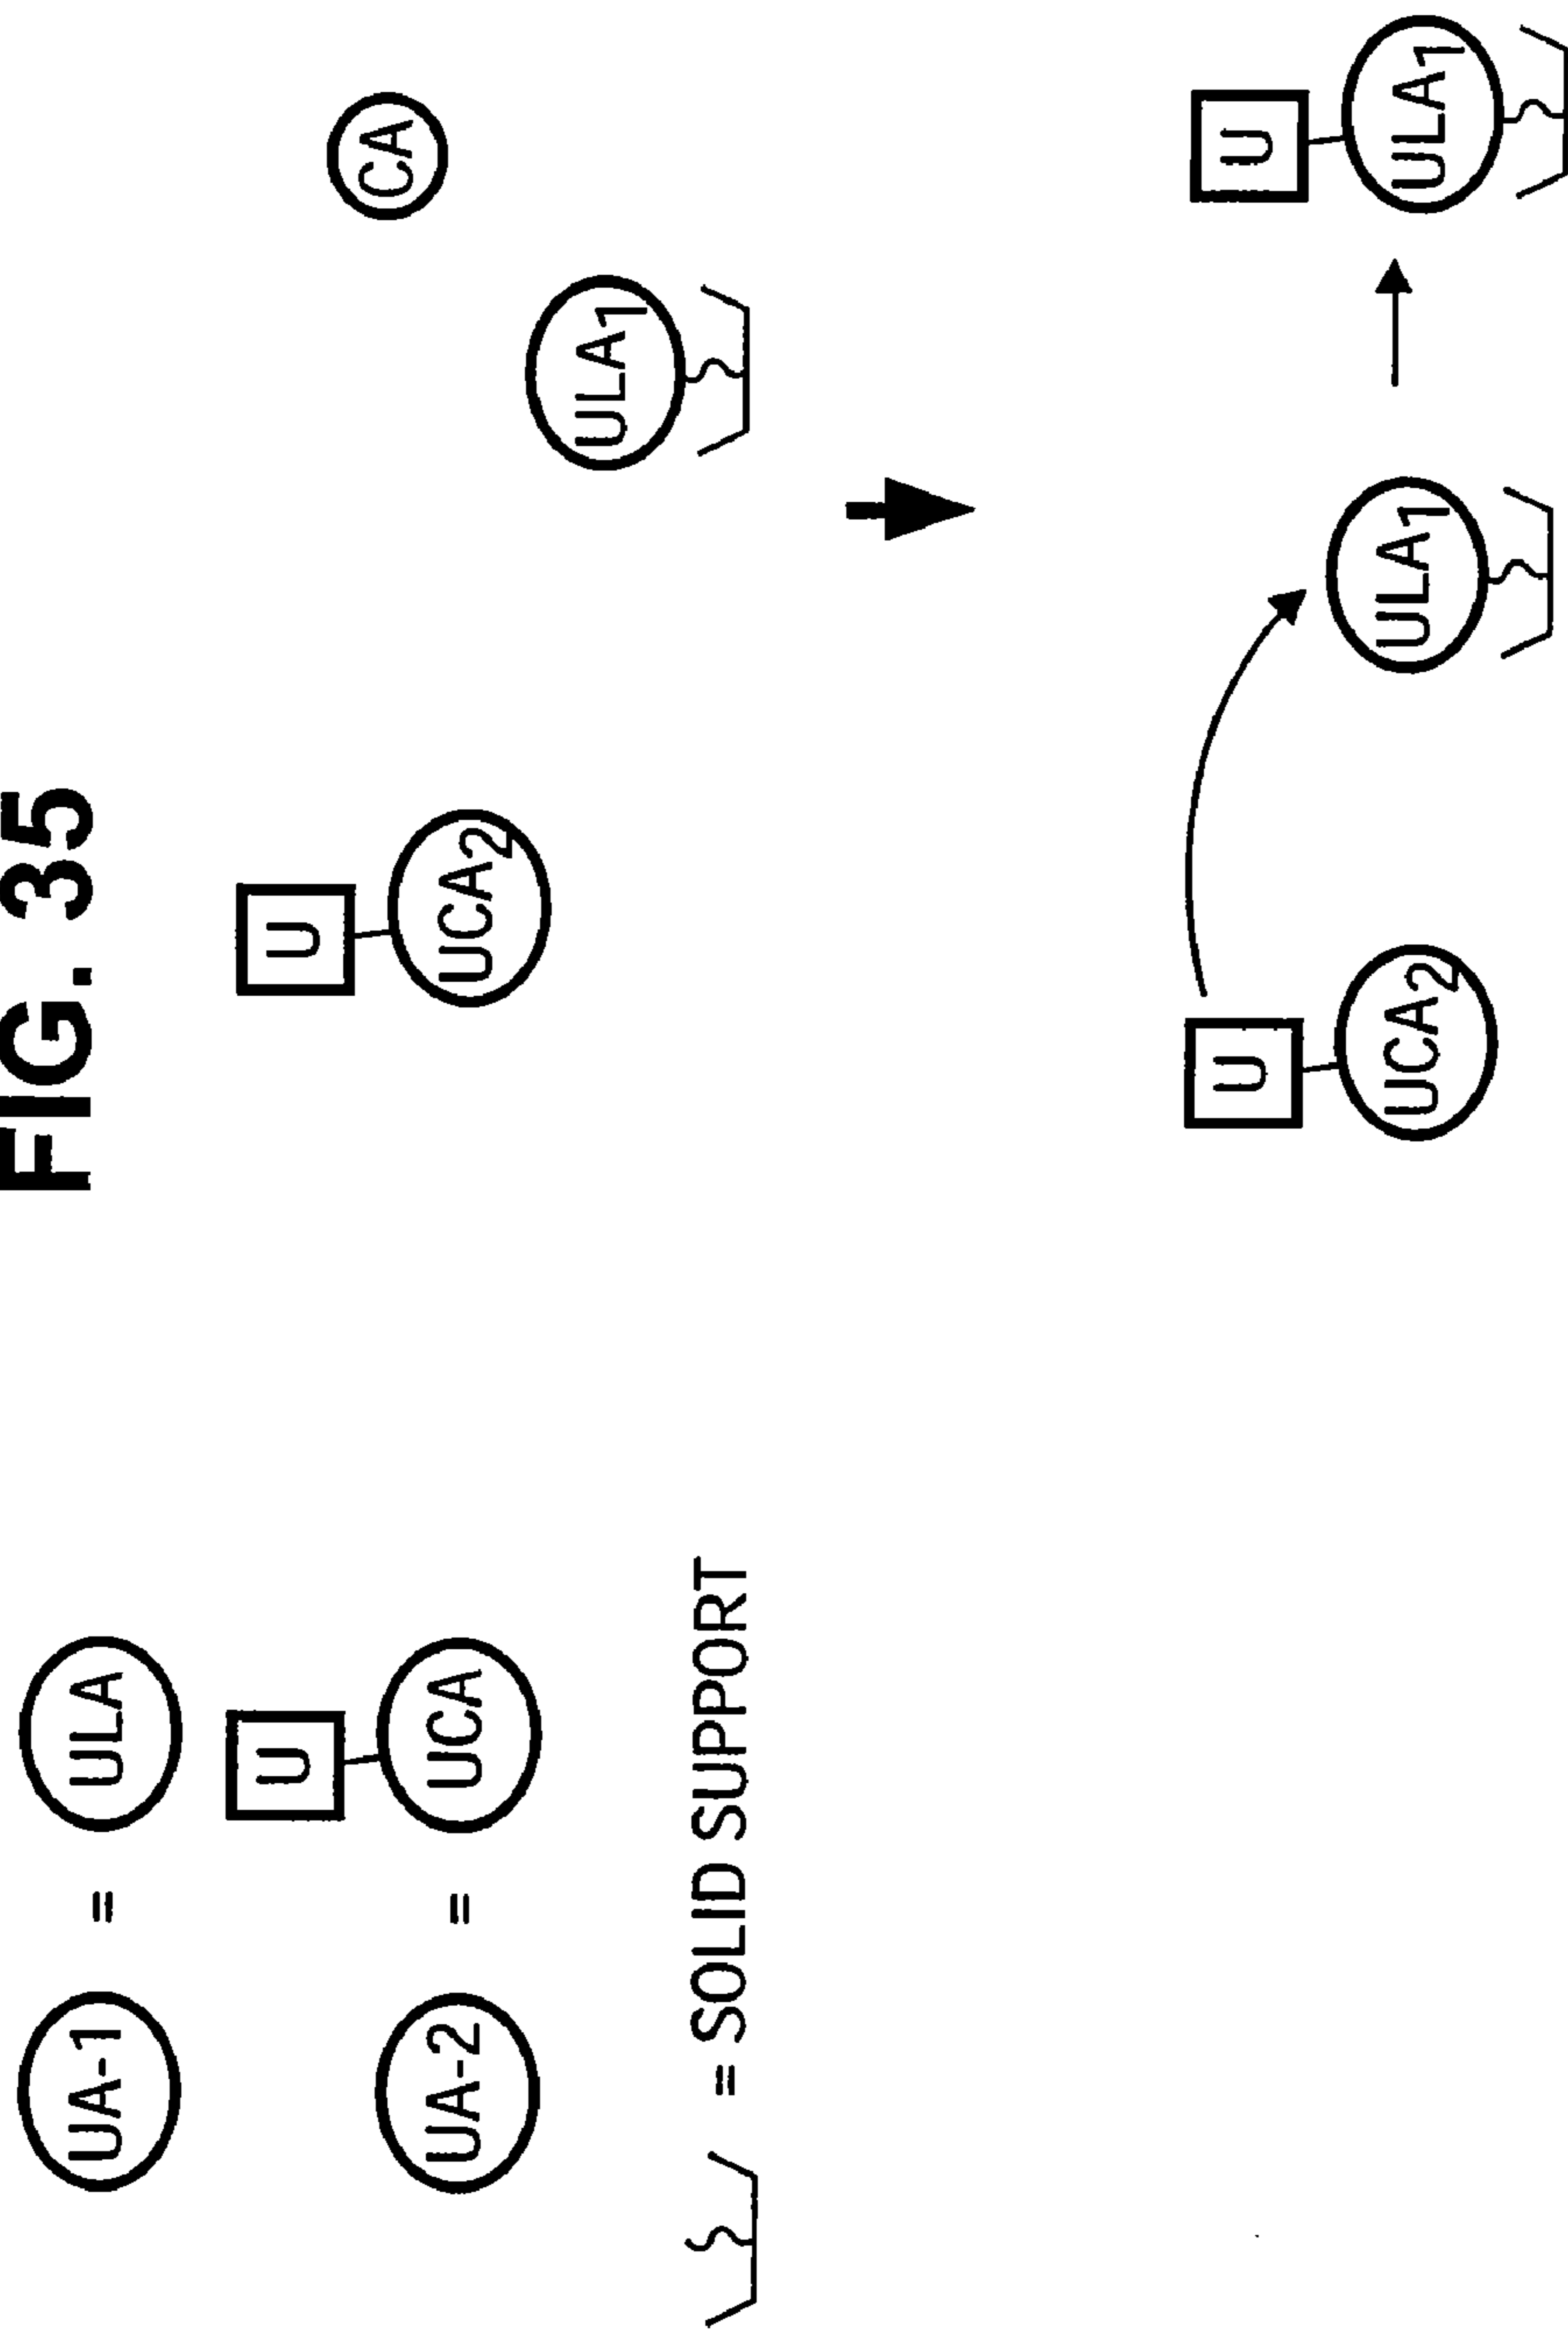 FIG. 35
UA-1 = ULA
U
UA-2 = UCA
= SOLID SUPPORT
U
UCA2
CA
ULA1
U
UCA2
ULA1
U
ULA1